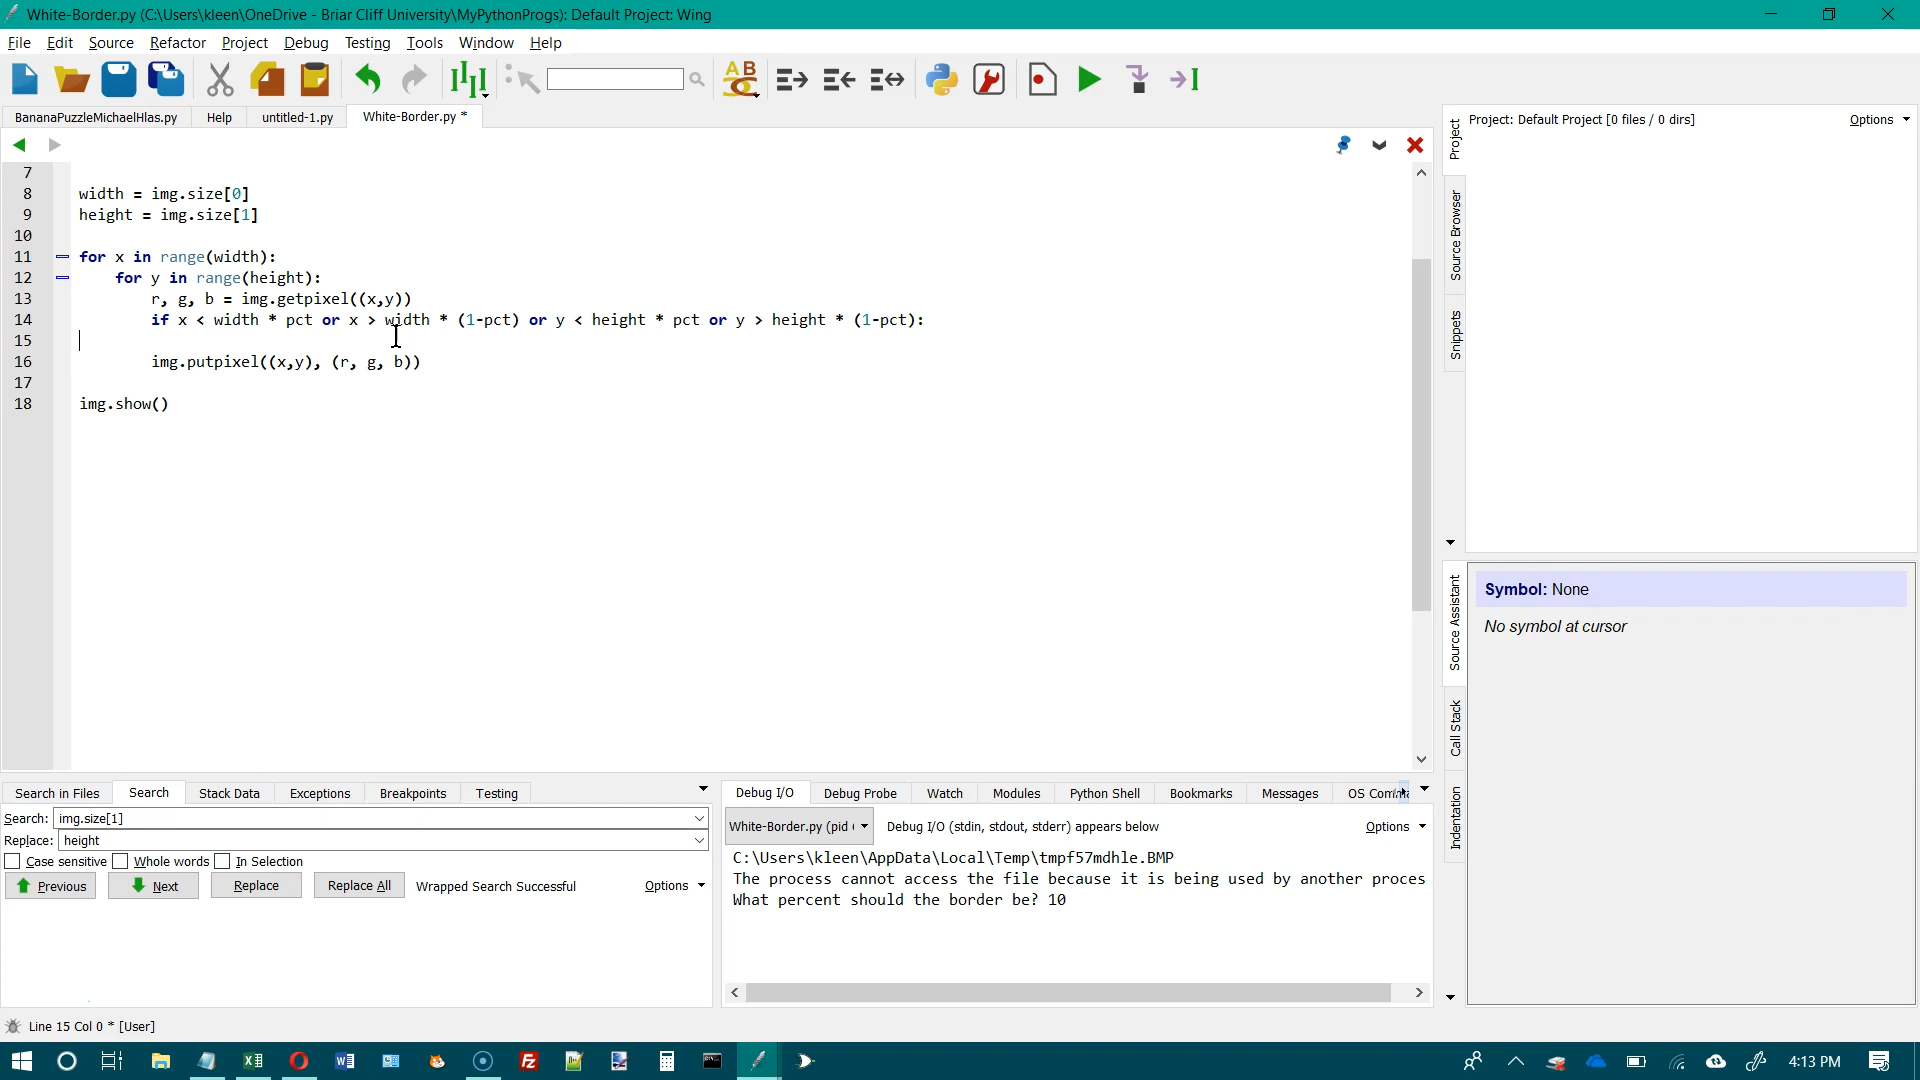 White-Border.py (C:\Users\kleen\OneDrive - Briar Cliff University\MyPythonProgs): Default Project: Wing
File Edit Source Refactor Project Debug Testing Tools Window Help
BananaPuzzleMichaelHlas.py Help untitled-1.py White-Border.py *
Project: Default Project [0 files / 0 dirs] Options
Project
Source Browser
Snippets
7
8 width = img.size[0]
9 height = img.size[1]
10
11 for x in range(width):
12 for y in range(height):
13 r, g, b = img.getpixel((x,y))
14 if x < width * pct or x > width * (1-pct) or y < height * pct or y > height * (1-pct):
15
16 img.putpixel((x,y), (r, g, b))
17
18 img.show()
Symbol: None
No symbol at cursor
Source Assistant
Call Stack
Indentation
Search in Files Search Stack Data Exceptions Breakpoints Testing
Search: img.size[1]
Replace: height
Case sensitive Whole words In Selection
Previous Next Replace Replace All Wrapped Search Successful Options
Debug I/O Debug Probe Watch Modules Python Shell Bookmarks Messages OS
White-Border.py (pid Debug I/O (stdin, stdout, stderr) appears below Options
C:\Users\kleen\AppData\Local\Temp\tmpf57mdhle.BMP
The process cannot access the file because it is being used by another proces
What percent should the border be? 10
Line 15 Col 0 * [User]
4:13 PM